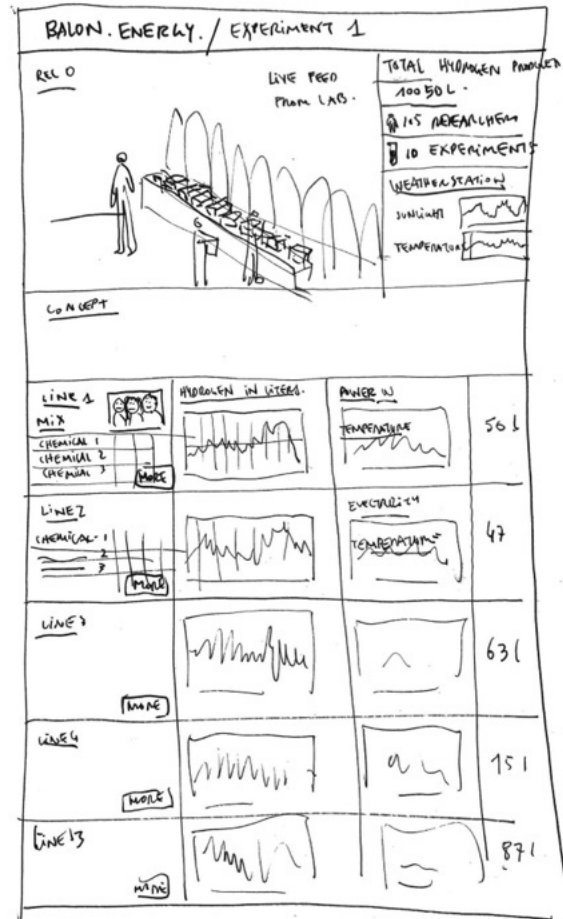 BALON.ENERGY. / EXPERIMENT 1
REC O
LIVE FEED
FROM LAB.
TOTAL HYDROGEN PRODUCED
10050L.
105 RESEARCHERS
10 EXPERIMENTS
WEATHERSTATION
SUNLIGHT
TEMPERATURE
CONCEPT
LINE 1
MIX
CHEMICAL 1
CHEMICAL 2
CHEMICAL 3
MORE
HYDROGEN IN LITERS.
POWER IN
TEMPERATURE
50 l
LINE 2
CHEMICAL 1
2
3
MORE
ELECTRICITY
TEMPERATURE
47
LINE 3
MORE
63 l
LINE 4
MORE
75 l
LINE 13
MORE
87 l